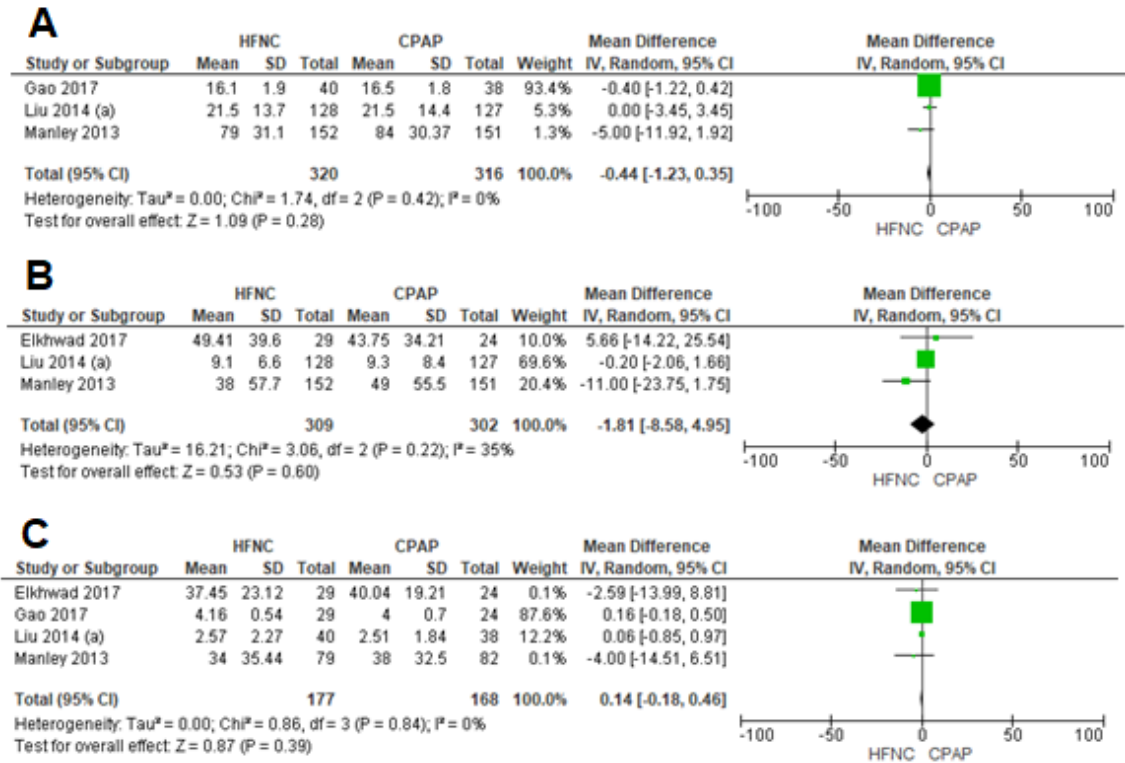 A
HFNC CPAP Mean Difference Mean Difference
Study or Subgroup Mean SD Total Mean SD Total Weight IV, Random, 95% CI IV, Random, 95% CI
Gao 2017 16.1 1.9 40 16.5 1.8 38 93.4% -0.40 [-1.22, 0.42]
Liu 2014 (a) 21.5 13.7 128 21.5 14.4 127 5.3% 0.00 [-3.45, 3.45]
Manley 2013 79 31.1 152 84 30.37 151 1.3% -5.00 [-11.92, 1.92]
Total (95% CI) 320 316 100.0% -0.44 [-1.23, 0.35]
Heterogeneity: Tau² = 0.00; Chi² = 1.74, df = 2 (P = 0.42); I² = 0%
Test for overall effect: Z = 1.09 (P = 0.28)
-100 -50 0 50 100
HFNC CPAP
B
HFNC CPAP Mean Difference Mean Difference
Study or Subgroup Mean SD Total Mean SD Total Weight IV, Random, 95% CI IV, Random, 95% CI
Elkhwad 2017 49.41 39.6 29 43.75 34.21 24 10.0% 5.66 [-14.22, 25.54]
Liu 2014 (a) 9.1 6.6 128 9.3 8.4 127 69.6% -0.20 [-2.06, 1.66]
Manley 2013 38 57.7 152 49 55.5 151 20.4% -11.00 [-23.75, 1.75]
Total (95% CI) 309 302 100.0% -1.81 [-8.58, 4.95]
Heterogeneity: Tau² = 16.21; Chi² = 3.06, df = 2 (P = 0.22); I² = 35%
Test for overall effect: Z = 0.53 (P = 0.60)
-100 -50 0 50 100
HFNC CPAP
C
HFNC CPAP Mean Difference Mean Difference
Study or Subgroup Mean SD Total Mean SD Total Weight IV, Random, 95% CI IV, Random, 95% CI
Elkhwad 2017 37.45 23.12 29 40.04 19.21 24 0.1% -2.59 [-13.99, 8.81]
Gao 2017 4.16 0.54 29 4 0.7 24 87.6% 0.16 [-0.18, 0.50]
Liu 2014 (a) 2.57 2.27 40 2.51 1.84 38 12.2% 0.06 [-0.85, 0.97]
Manley 2013 34 35.44 79 38 32.5 82 0.1% -4.00 [-14.51, 6.51]
Total (95% CI) 177 168 100.0% 0.14 [-0.18, 0.46]
Heterogeneity: Tau² = 0.00; Chi² = 0.86, df = 3 (P = 0.84); I² = 0%
Test for overall effect: Z = 0.87 (P = 0.39)
-100 -50 0 50 100
HFNC CPAP